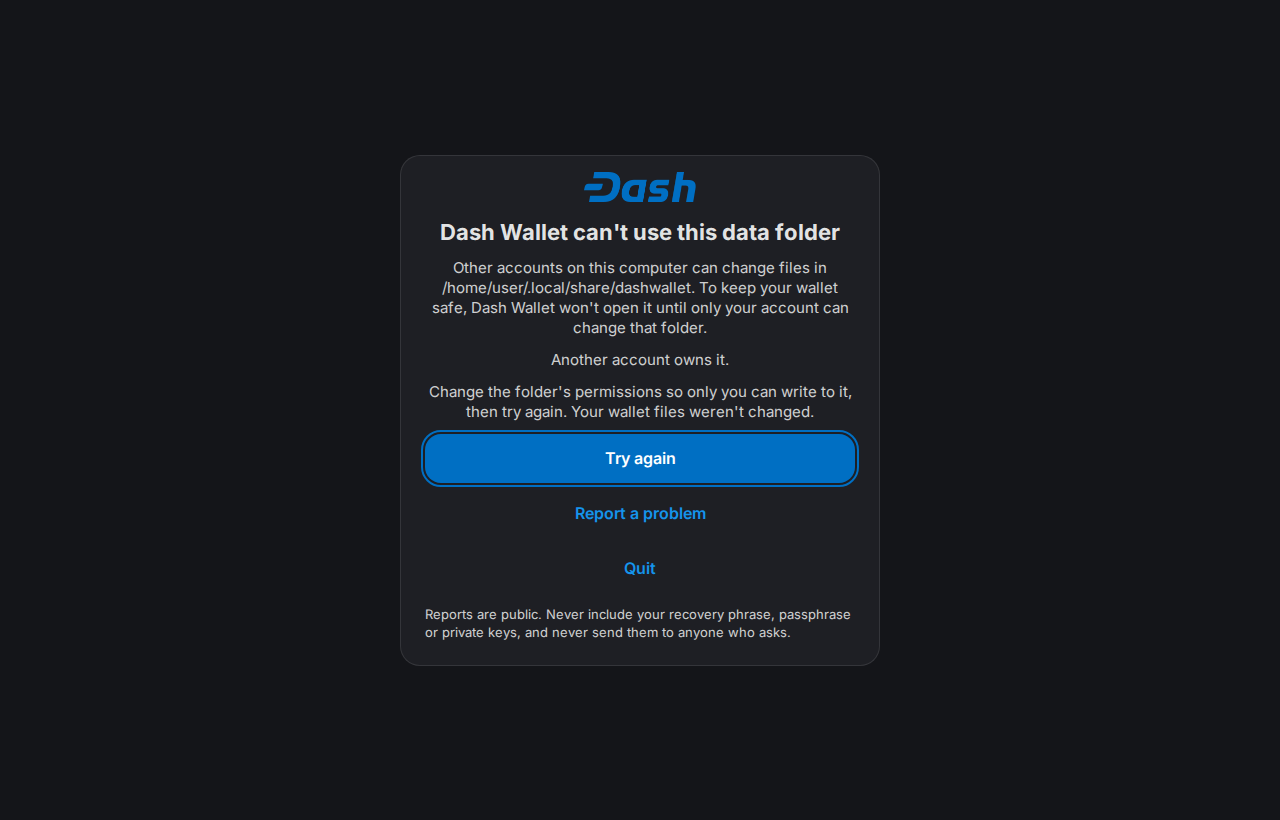 Dash
Dash Wallet can't use this data folder
Other accounts on this computer can change files in
/home/user/.local/share/dashwallet. To keep your wallet
safe, Dash Wallet won't open it until only your account can
change that folder.
Another account owns it.
Change the folder's permissions so only you can write to it,
then try again. Your wallet files weren't changed.
Try again
Report a problem
Quit
Reports are public. Never include your recovery phrase, passphrase
or private keys, and never send them to anyone who asks.